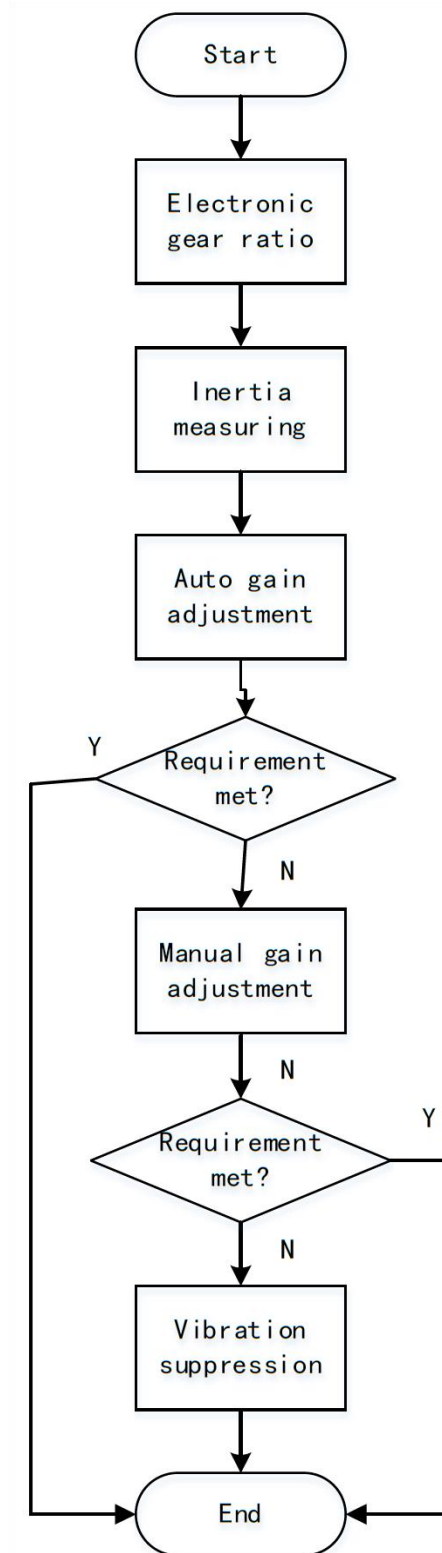 Start
Electronic
gear ratio
Inertia
measuring
Auto gain
adjustment
Y
Requirement
met?
N
Manual gain
adjustment
N
Y
Requirement
met?
N
Vibration
suppression
End